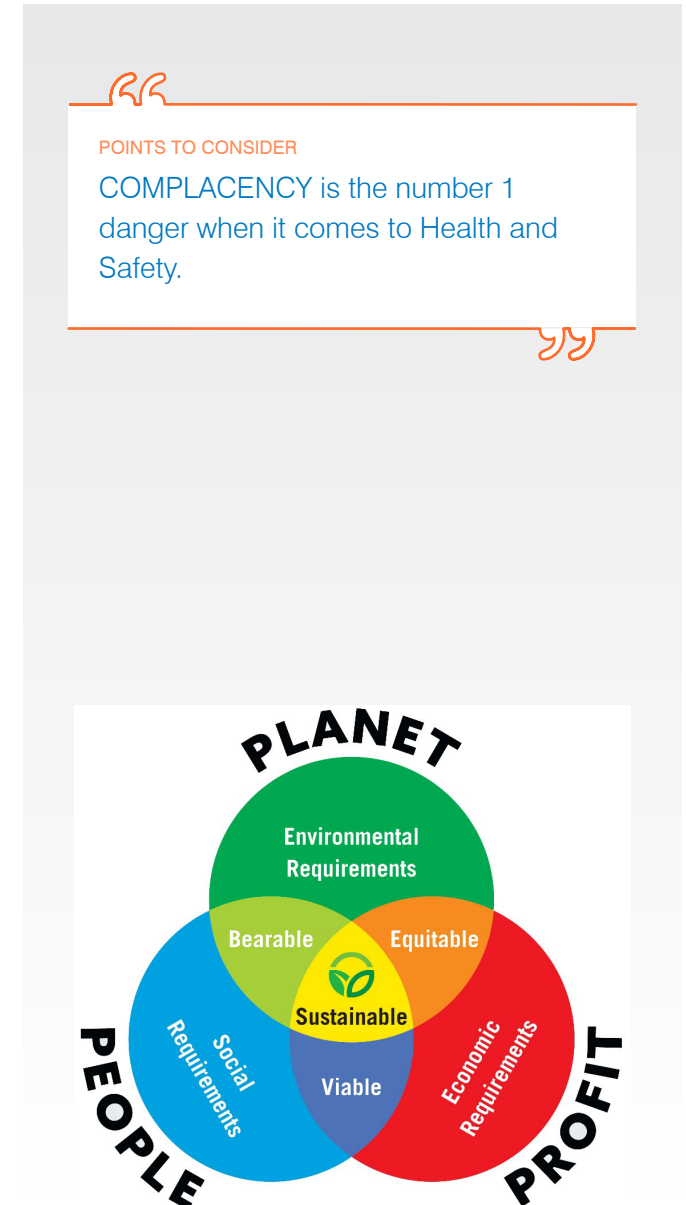 POINTS TO CONSIDER
COMPLACENCY is the number 1
danger when it comes to Health and
Safety.
PLANET
Environmental
Requirements
Bearable
Equitable
Sustainable
Social
Requirements
Economic
Requirements
Viable
PEOPLE
PROFIT